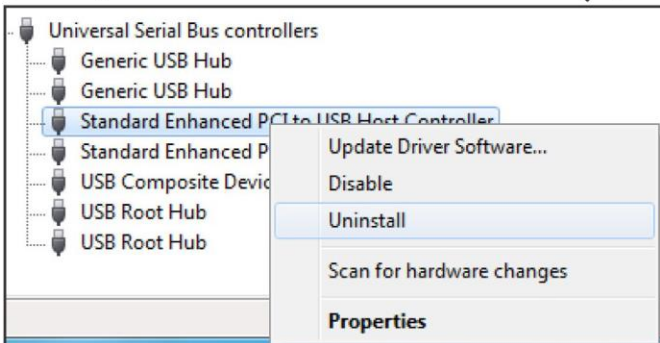 Universal Serial Bus controllers
Generic USB Hub
Generic USB Hub
Standard Enhanced PCI to USB Host Controller
Standard Enhanced P
USB Composite Devic
USB Root Hub
USB Root Hub
Update Driver Software...
Disable
Uninstall
Scan for hardware changes
Properties